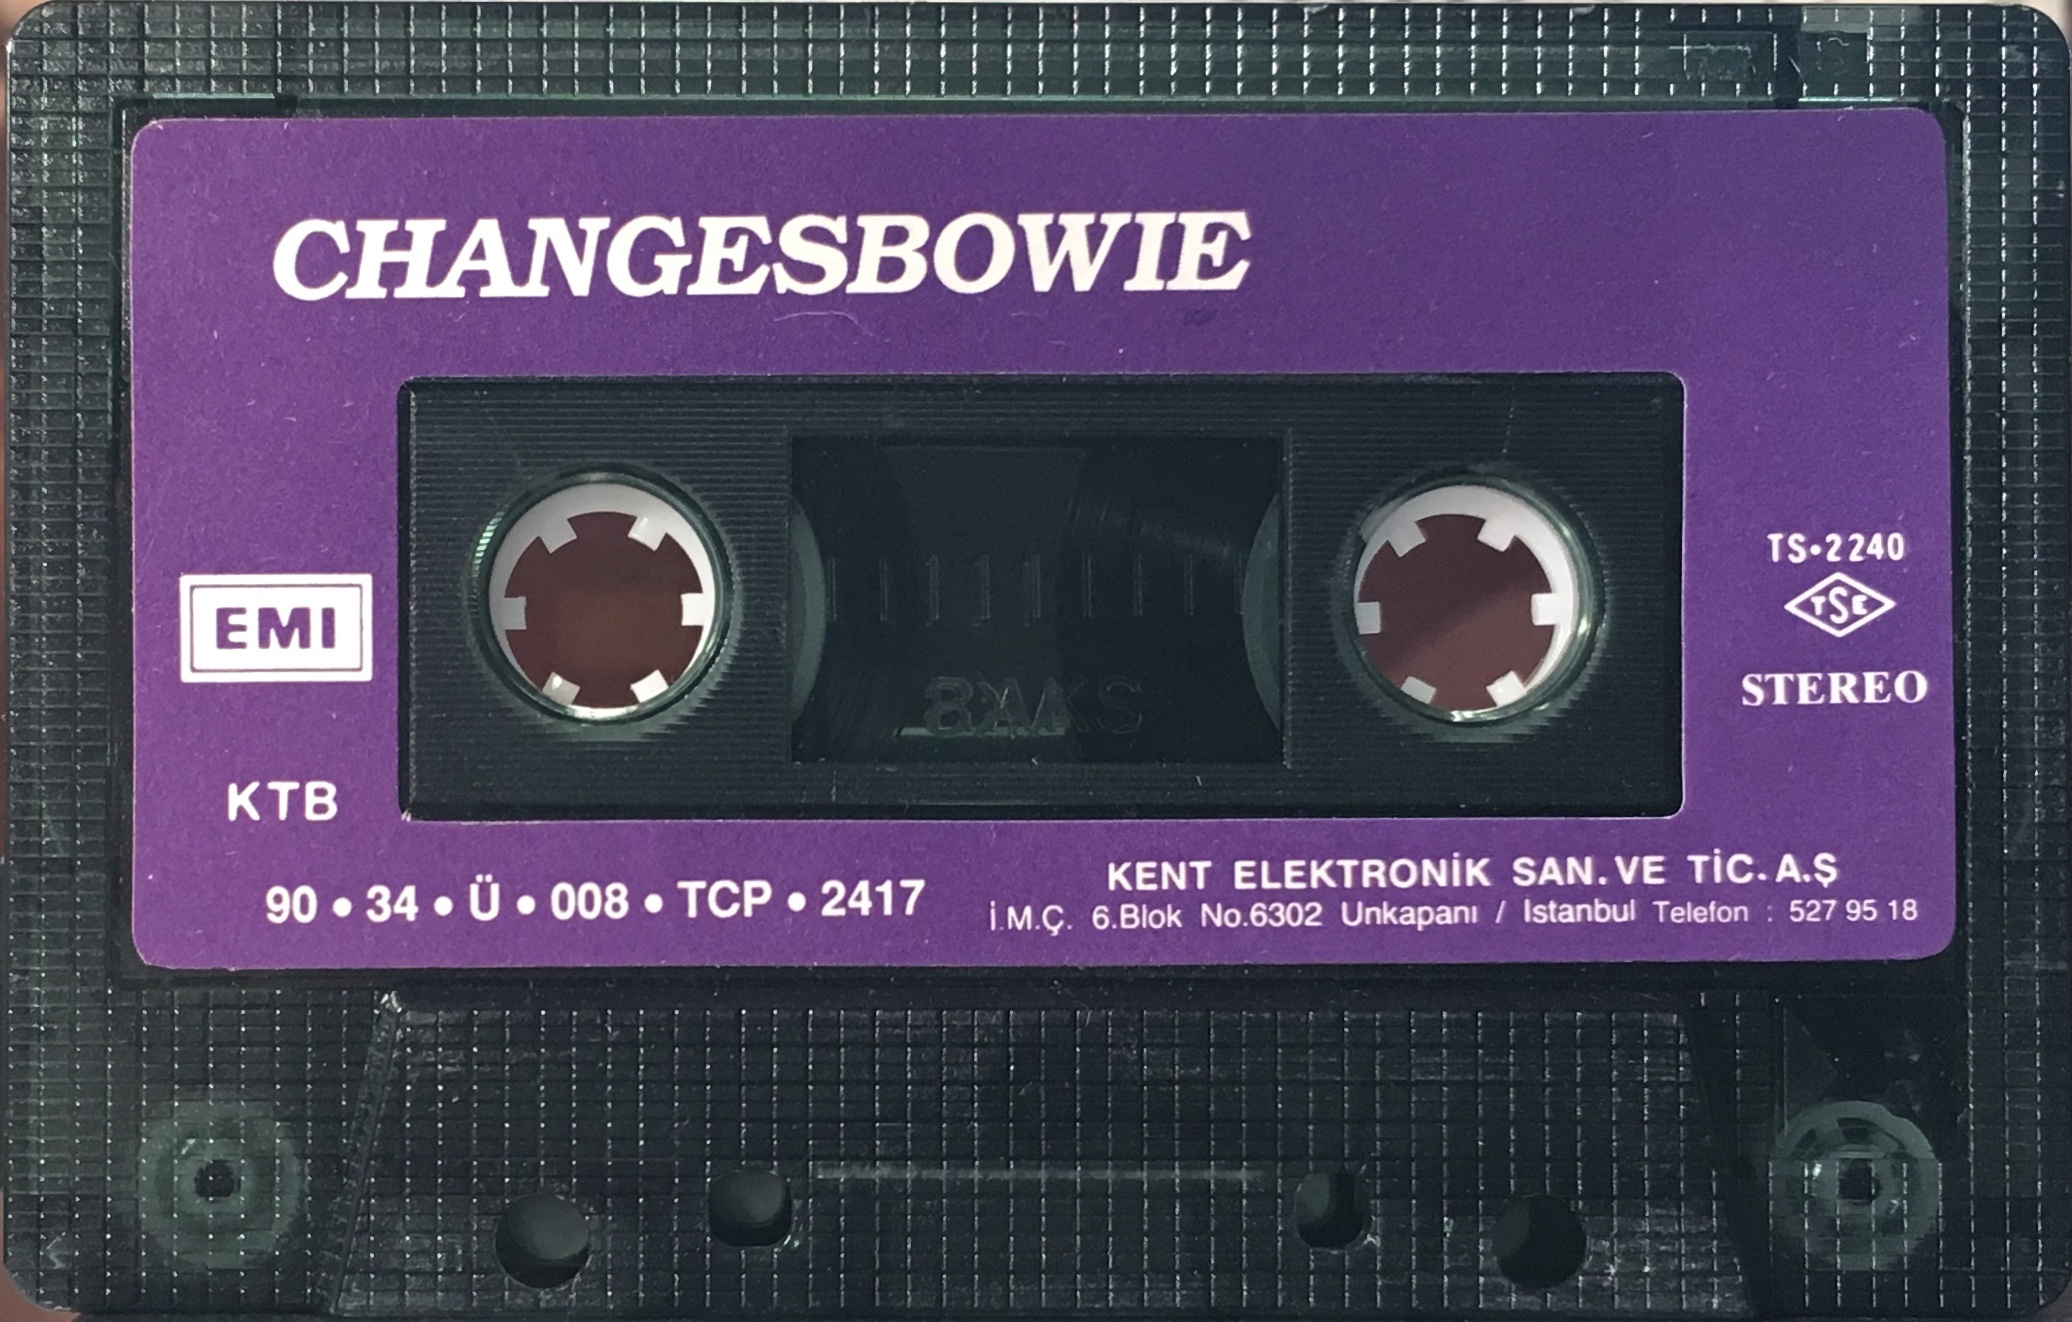 CHANGESBOWIE
EMI
TS•2240
TSE
STEREO
KTB
90 • 34 • Ü • 008 • TCP • 2417
KENT ELEKTRONİK SAN. VE TİC. A.Ş
İ.M.Ç. 6.Blok No.6302 Unkapanı / Istanbul Telefon : 527 95 18